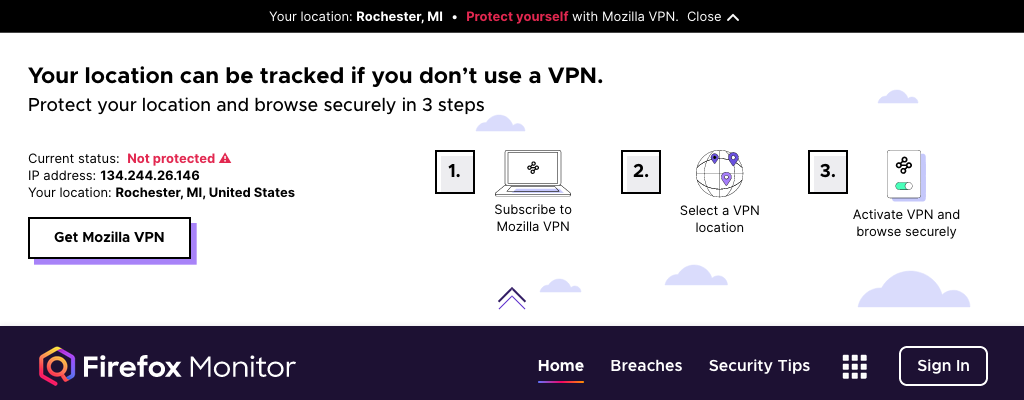 Your location: Rochester, MI • Protect yourself with Mozilla VPN. Close
Your location can be tracked if you don’t use a VPN.
Protect your location and browse securely in 3 steps
Current status: Not protected
IP address: 134.244.26.146
Your location: Rochester, MI, United States
Get Mozilla VPN
1.
Subscribe to
Mozilla VPN
2.
Select a VPN
location
3.
Activate VPN and
browse securely
Firefox Monitor
Home Breaches Security Tips Sign In